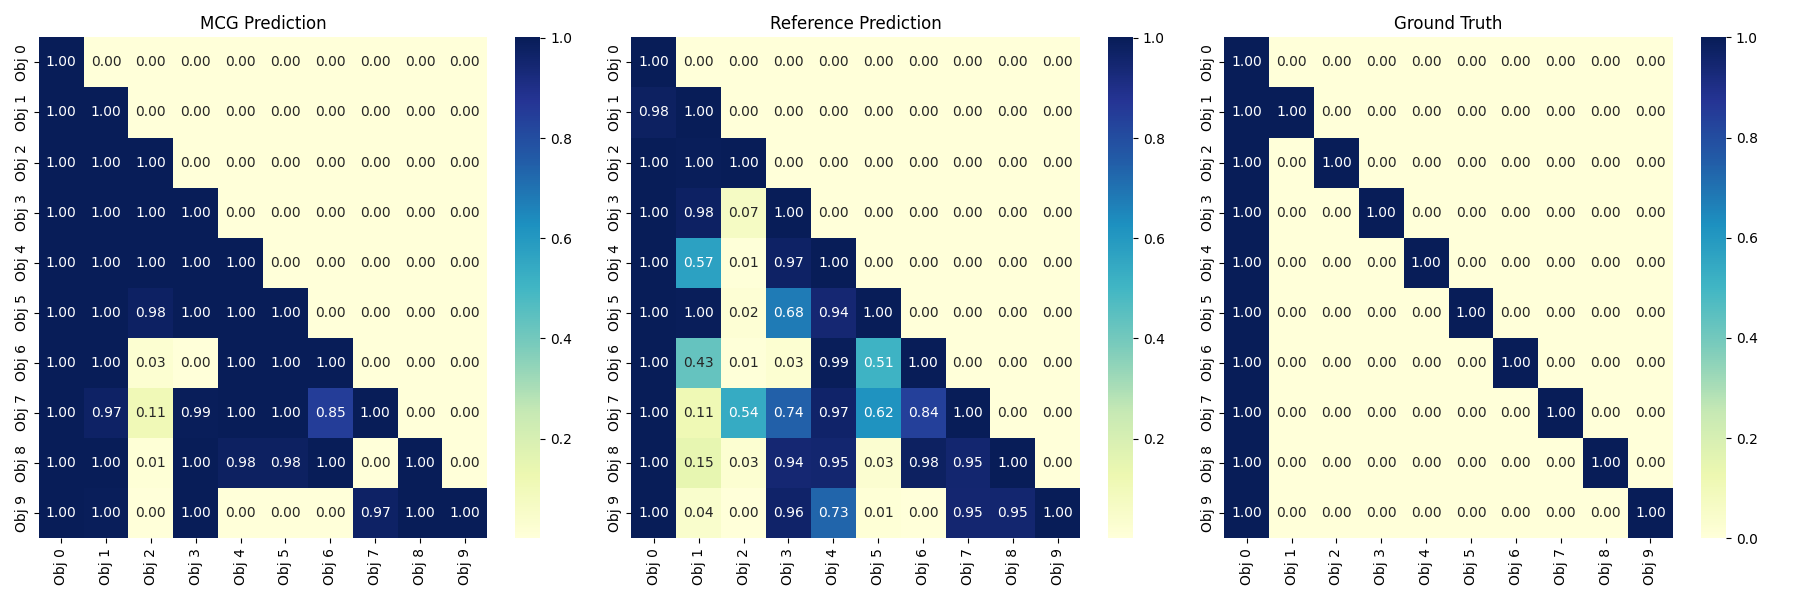 MCG Prediction
Obj 0 1.00 0.00 0.00 0.00 0.00 0.00 0.00 0.00 0.00 0.00
Obj 1 1.00 1.00 0.00 0.00 0.00 0.00 0.00 0.00 0.00 0.00
Obj 2 1.00 1.00 1.00 0.00 0.00 0.00 0.00 0.00 0.00 0.00
Obj 3 1.00 1.00 1.00 1.00 0.00 0.00 0.00 0.00 0.00 0.00
Obj 4 1.00 1.00 1.00 1.00 1.00 0.00 0.00 0.00 0.00 0.00
Obj 5 1.00 1.00 0.98 1.00 1.00 1.00 0.00 0.00 0.00 0.00
Obj 6 1.00 1.00 0.03 0.00 1.00 1.00 1.00 0.00 0.00 0.00
Obj 7 1.00 0.97 0.11 0.99 1.00 1.00 0.85 1.00 0.00 0.00
Obj 8 1.00 1.00 0.01 1.00 0.98 0.98 1.00 0.00 1.00 0.00
Obj 9 1.00 1.00 0.00 1.00 0.00 0.00 0.00 0.97 1.00 1.00
Obj 0 Obj 1 Obj 2 Obj 3 Obj 4 Obj 5 Obj 6 Obj 7 Obj 8 Obj 9
1.0
0.8
0.6
0.4
0.2
Reference Prediction
Obj 0 1.00 0.00 0.00 0.00 0.00 0.00 0.00 0.00 0.00 0.00
Obj 1 0.98 1.00 0.00 0.00 0.00 0.00 0.00 0.00 0.00 0.00
Obj 2 1.00 1.00 1.00 0.00 0.00 0.00 0.00 0.00 0.00 0.00
Obj 3 1.00 0.98 0.07 1.00 0.00 0.00 0.00 0.00 0.00 0.00
Obj 4 1.00 0.57 0.01 0.97 1.00 0.00 0.00 0.00 0.00 0.00
Obj 5 1.00 1.00 0.02 0.68 0.94 1.00 0.00 0.00 0.00 0.00
Obj 6 1.00 0.43 0.01 0.03 0.99 0.51 1.00 0.00 0.00 0.00
Obj 7 1.00 0.11 0.54 0.74 0.97 0.62 0.84 1.00 0.00 0.00
Obj 8 1.00 0.15 0.03 0.94 0.95 0.03 0.98 0.95 1.00 0.00
Obj 9 1.00 0.04 0.00 0.96 0.73 0.01 0.00 0.95 0.95 1.00
Obj 0 Obj 1 Obj 2 Obj 3 Obj 4 Obj 5 Obj 6 Obj 7 Obj 8 Obj 9
1.0
0.8
0.6
0.4
0.2
Ground Truth
Obj 0 1.00 0.00 0.00 0.00 0.00 0.00 0.00 0.00 0.00 0.00
Obj 1 1.00 1.00 0.00 0.00 0.00 0.00 0.00 0.00 0.00 0.00
Obj 2 1.00 0.00 1.00 0.00 0.00 0.00 0.00 0.00 0.00 0.00
Obj 3 1.00 0.00 0.00 1.00 0.00 0.00 0.00 0.00 0.00 0.00
Obj 4 1.00 0.00 0.00 0.00 1.00 0.00 0.00 0.00 0.00 0.00
Obj 5 1.00 0.00 0.00 0.00 0.00 1.00 0.00 0.00 0.00 0.00
Obj 6 1.00 0.00 0.00 0.00 0.00 0.00 1.00 0.00 0.00 0.00
Obj 7 1.00 0.00 0.00 0.00 0.00 0.00 0.00 1.00 0.00 0.00
Obj 8 1.00 0.00 0.00 0.00 0.00 0.00 0.00 0.00 1.00 0.00
Obj 9 1.00 0.00 0.00 0.00 0.00 0.00 0.00 0.00 0.00 1.00
Obj 0 Obj 1 Obj 2 Obj 3 Obj 4 Obj 5 Obj 6 Obj 7 Obj 8 Obj 9
1.0
0.8
0.6
0.4
0.2
0.0